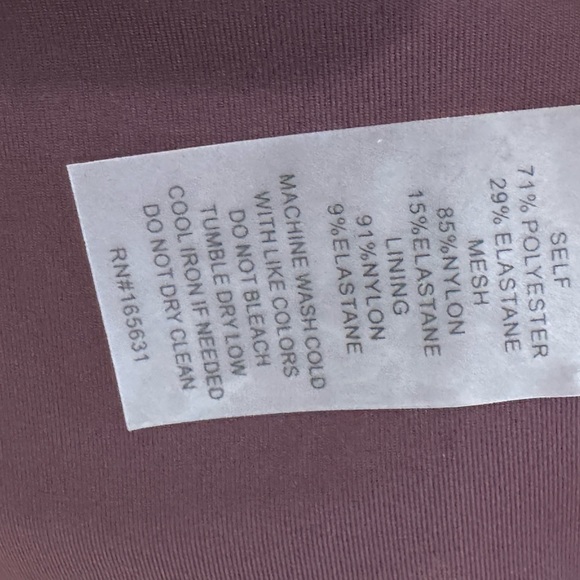 SELF
71% POLYESTER
29% ELASTANE
MESH
85%NYLON
15%ELASTANE
LINING
91%NYLON
9%ELASTANE
MACHINE WASH COLD
WITH LIKE COLORS
DO NOT BLEACH
TUMBLE DRY LOW
COOL IRON IF NEEDED
DO NOT DRY CLEAN
RN#165631